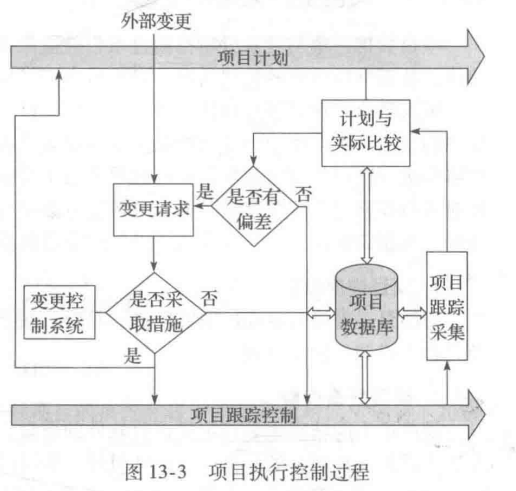 外部变更
项目计划
计划与
实际比较
是否有
偏差
是
否
变更请求
变更控
制系统
是否采
取措施
否
是
项目
数据库
项目
跟踪
采集
项目跟踪控制
图 13-3 项目执行控制过程